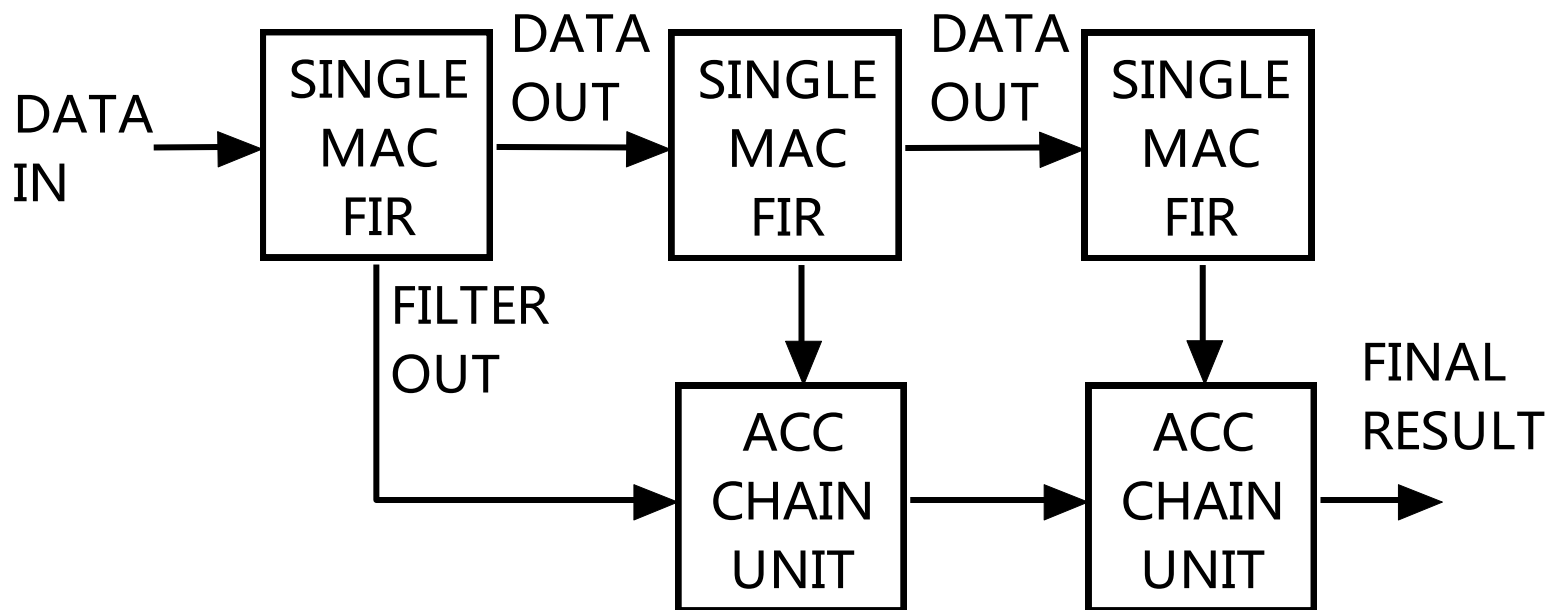 DATA
IN
SINGLE
MAC
FIR
DATA
OUT
SINGLE
MAC
FIR
DATA
OUT
SINGLE
MAC
FIR
FILTER
OUT
ACC
CHAIN
UNIT
ACC
CHAIN
UNIT
FINAL
RESULT